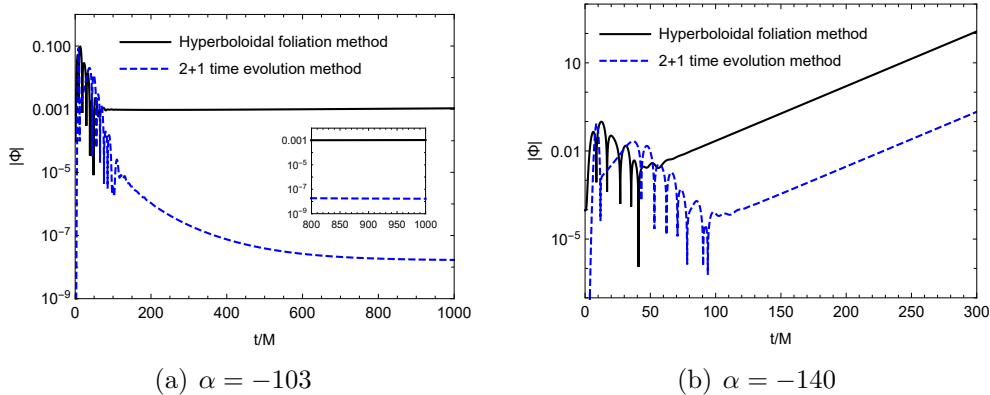 Hyperboloidal foliation method
2+1 time evolution method
|Φ|
0.100
0.001
10⁻⁵
10⁻⁷
10⁻⁹
0.001
10⁻⁵
10⁻⁷
10⁻⁹
800 850 900 950 1000
0 200 400 600 800 1000
t/M
(a) α = −103
Hyperboloidal foliation method
2+1 time evolution method
|Φ|
10
0.01
10⁻⁵
0 50 100 150 200 250 300
t/M
(b) α = −140